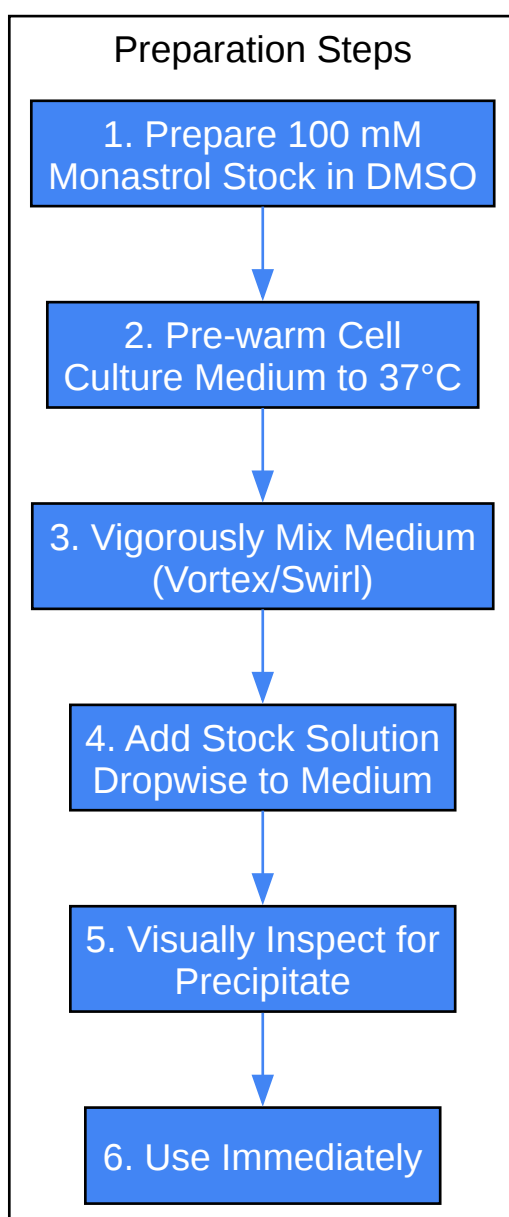 Preparation Steps
1. Prepare 100 mM
Monastrol Stock in DMSO
2. Pre-warm Cell
Culture Medium to 37°C
3. Vigorously Mix Medium
(Vortex/Swirl)
4. Add Stock Solution
Dropwise to Medium
5. Visually Inspect for
Precipitate
6. Use Immediately